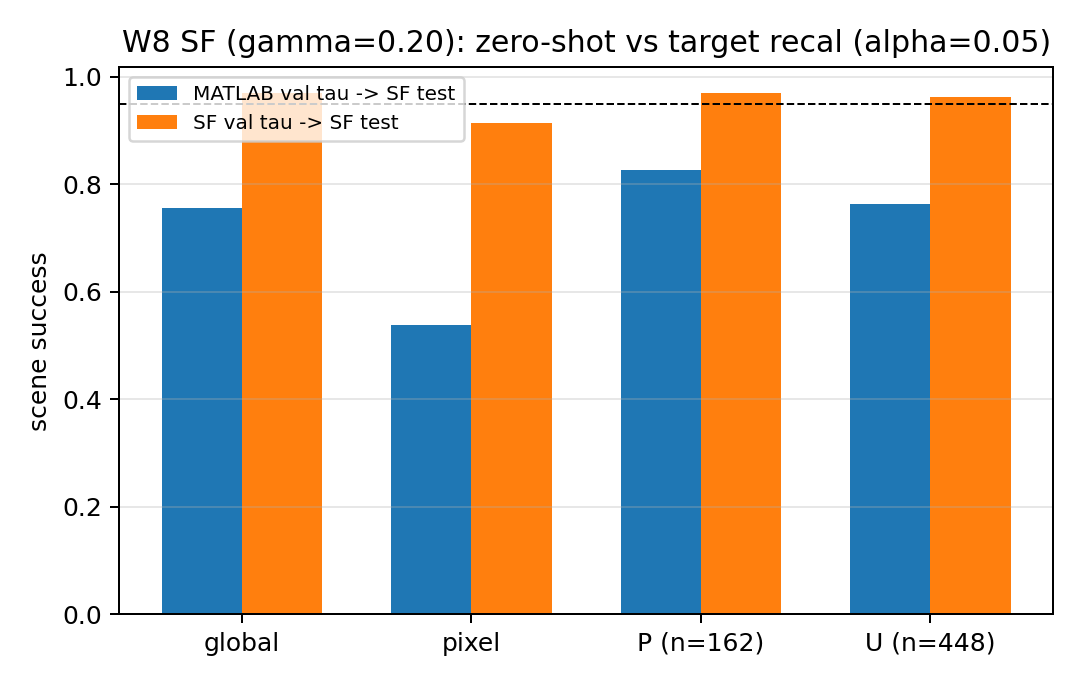 W8 SF (gamma=0.20): zero-shot vs target recal (alpha=0.05)
MATLAB val tau -> SF test
SF val tau -> SF test
scene success
1.0
0.8
0.6
0.4
0.2
0.0
global pixel P (n=162) U (n=448)